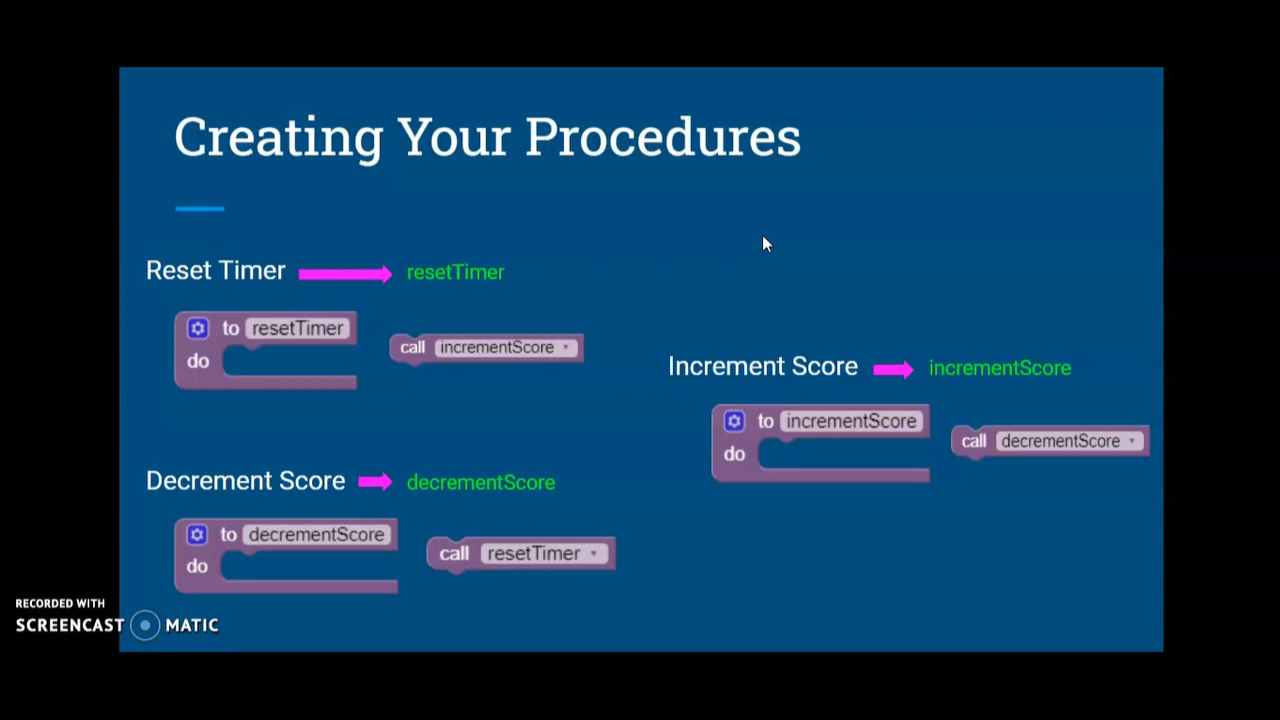 Creating Your Procedures
Reset Timer resetTimer
to resetTimer
do
call incrementScore
Increment Score incrementScore
to incrementScore
do
call decrementScore
Decrement Score decrementScore
to decrementScore
do
call resetTimer
RECORDED WITH
SCREENCAST MATIC